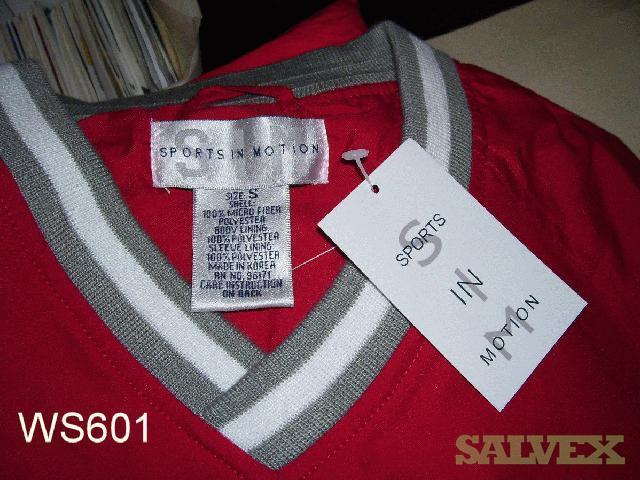 SIM
SPORTS IN MOTION
SIZE: S
SHELL:
100% MICRO FIBER
POLYESTER
BODY LINING:
100% POLYESTER
SLEEVE LINING:
100% POLYESTER
MADE IN KOREA
RN NO. 96171
CARE INSTRUCTION
ON BACK
S
SPORTS
I
IN
M
MOTION
WS601
SALVEX